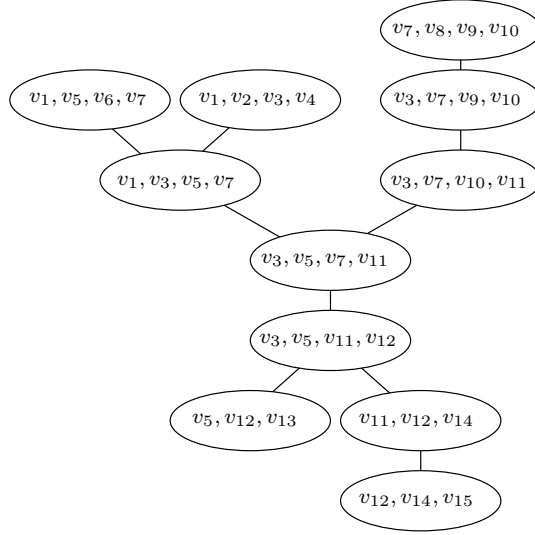 v₇, v₈, v₉, v₁₀
v₁, v₅, v₆, v₇
v₁, v₂, v₃, v₄
v₃, v₇, v₉, v₁₀
v₁, v₃, v₅, v₇
v₃, v₇, v₁₀, v₁₁
v₃, v₅, v₇, v₁₁
v₃, v₅, v₁₁, v₁₂
v₅, v₁₂, v₁₃
v₁₁, v₁₂, v₁₄
v₁₂, v₁₄, v₁₅